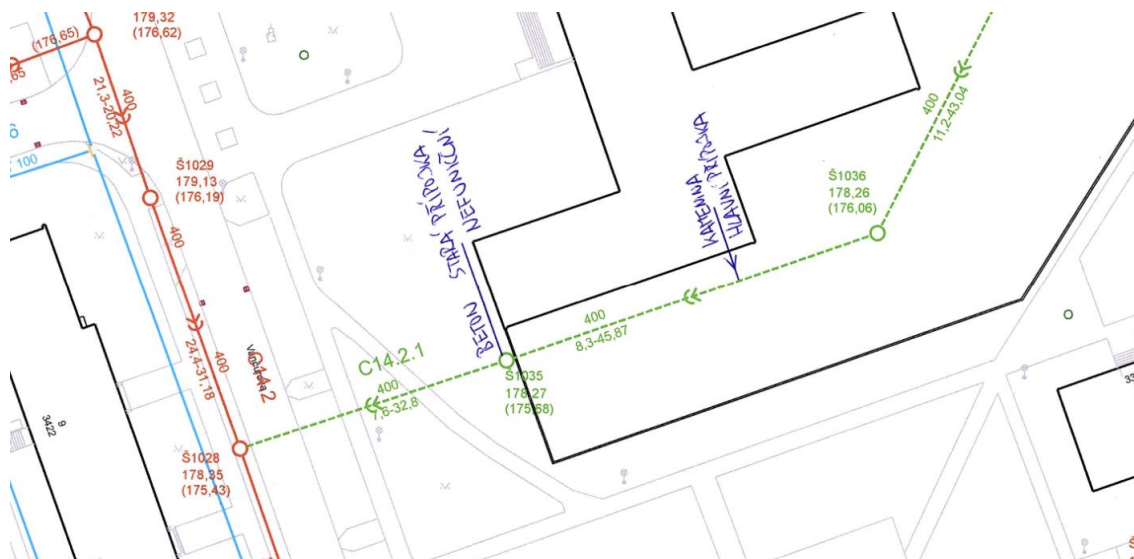 179,32
(176,62)
(176,65)
21,3-20,22
400
100
Š1029
179,13
(176,19)
400
400
24,4-31,18
C14.2
Š1028
178,35
(175,43)
9
3422
BETON STARÁ PŘÍPOJKA
NEFUNKČNÍ
C14.2.1
400
7,6-32,8
Š1035
178,27
(175,68)
400
8,3-45,87
KAMENINA
HLAVNÍ PŘÍPOJKA
Š1036
178,26
(176,06)
400
11,2-43,04